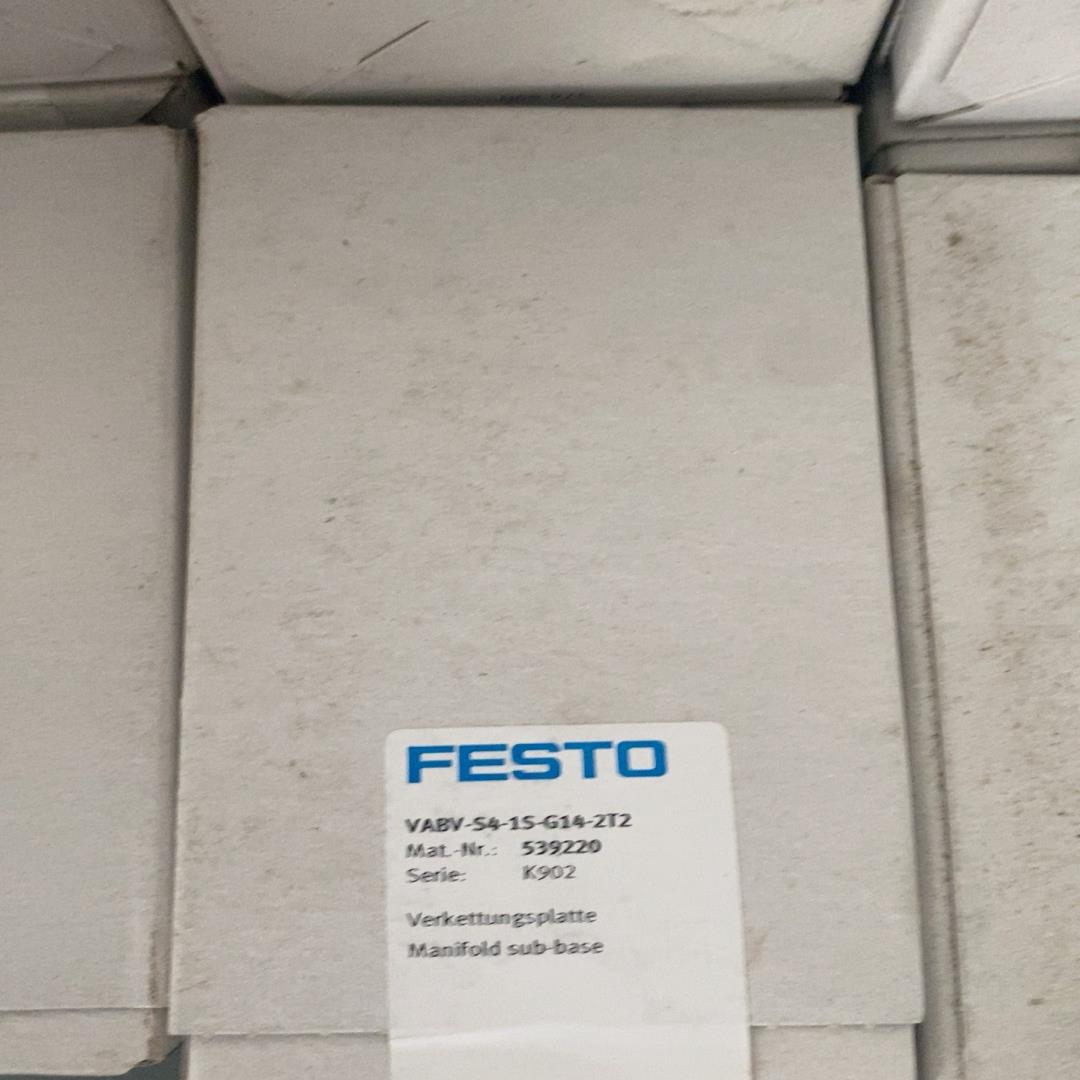 FESTO
VABV-S4-1S-G14-2T2
Mat.-Nr.: 539220
Serie: K902
Verkettungsplatte
Manifold sub-base